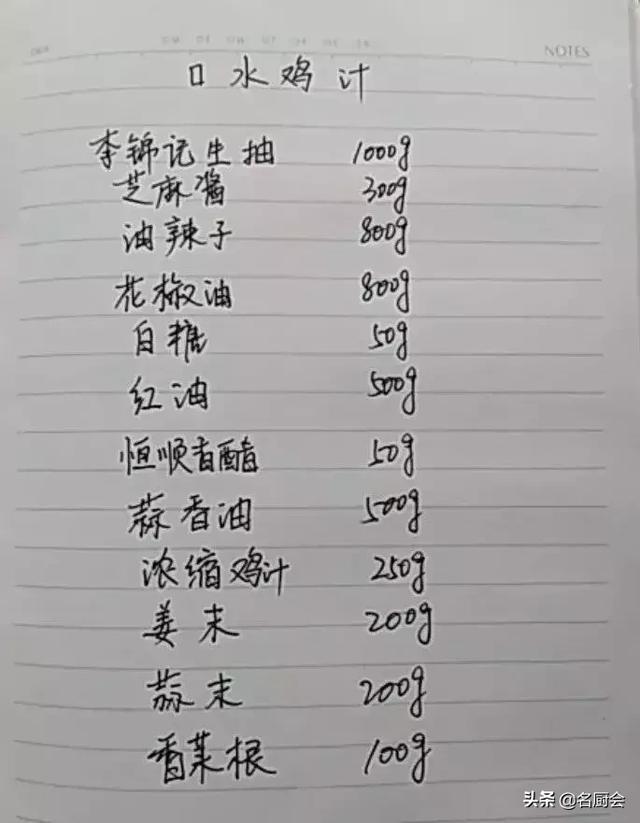 NOTES
口水鸡汁
李锦记生抽 1000g
芝麻酱 300g
油辣子 800g
花椒油 800g
白糖 50g
红油 500g
恒顺香醋 50g
蒜香油 500g
浓缩鸡汁 250g
姜末 200g
蒜末 200g
香菜根 100g
头条 @名厨会